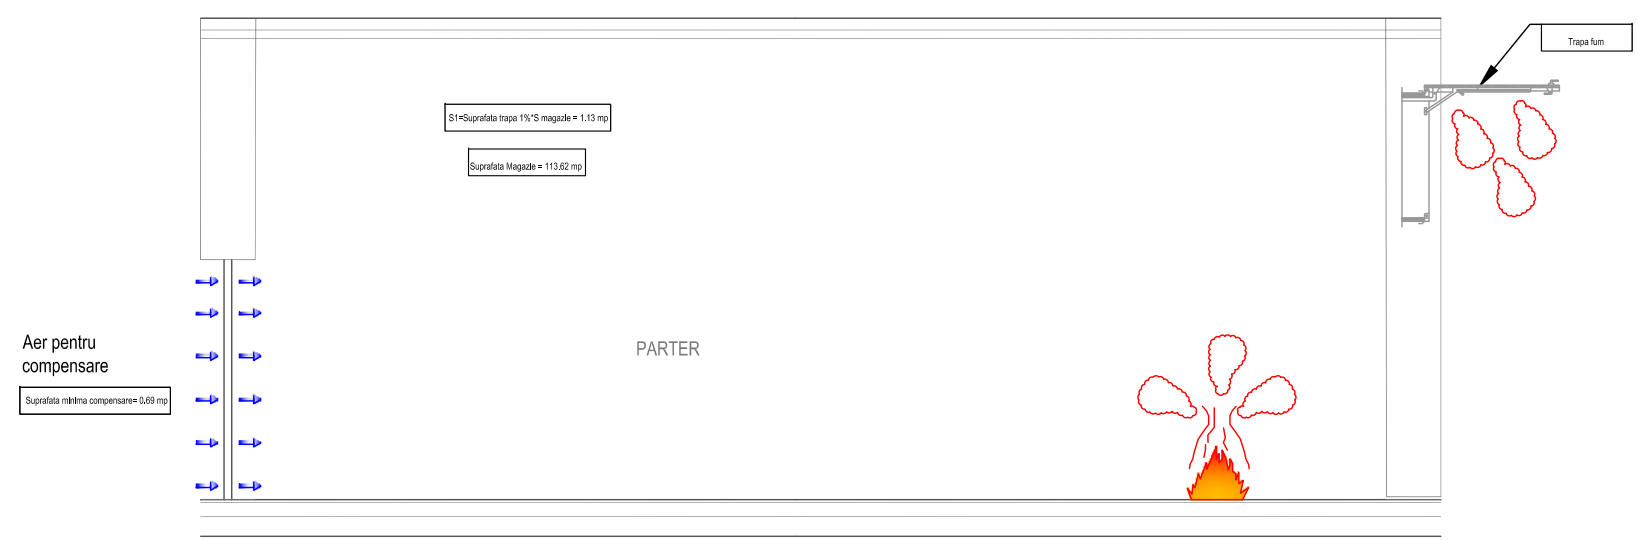 Trapa fum
S1=Suprafata trapa 1%*S magazie = 1.13 mp
Suprafata Magazie = 113.62 mp
PARTER
Aer pentru
compensare
Suprafata minima compensare= 0.69 mp